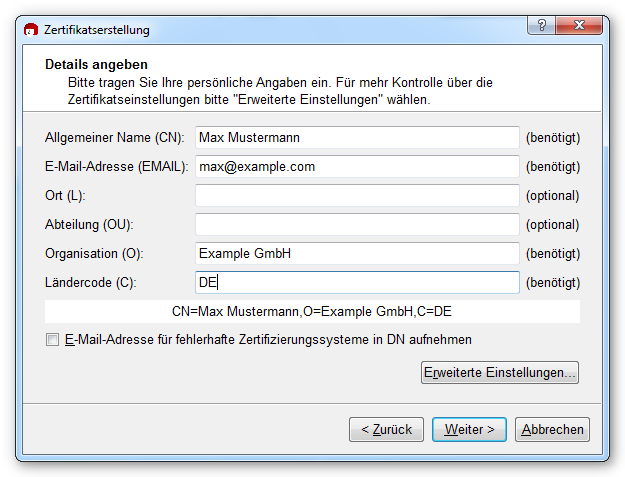 Zertifikatserstellung
Details angeben
Bitte tragen Sie Ihre persönliche Angaben ein. Für mehr Kontrolle über die
Zertifikatseinstellungen bitte "Erweiterte Einstellungen" wählen.
Allgemeiner Name (CN): Max Mustermann (benötigt)
E-Mail-Adresse (EMAIL): max@example.com (benötigt)
Ort (L): (optional)
Abteilung (OU): (optional)
Organisation (O): Example GmbH (benötigt)
Ländercode (C): DE (benötigt)
CN=Max Mustermann,O=Example GmbH,C=DE
E-Mail-Adresse für fehlerhafte Zertifizierungssysteme in DN aufnehmen
Erweiterte Einstellungen...
< Zurück Weiter > Abbrechen